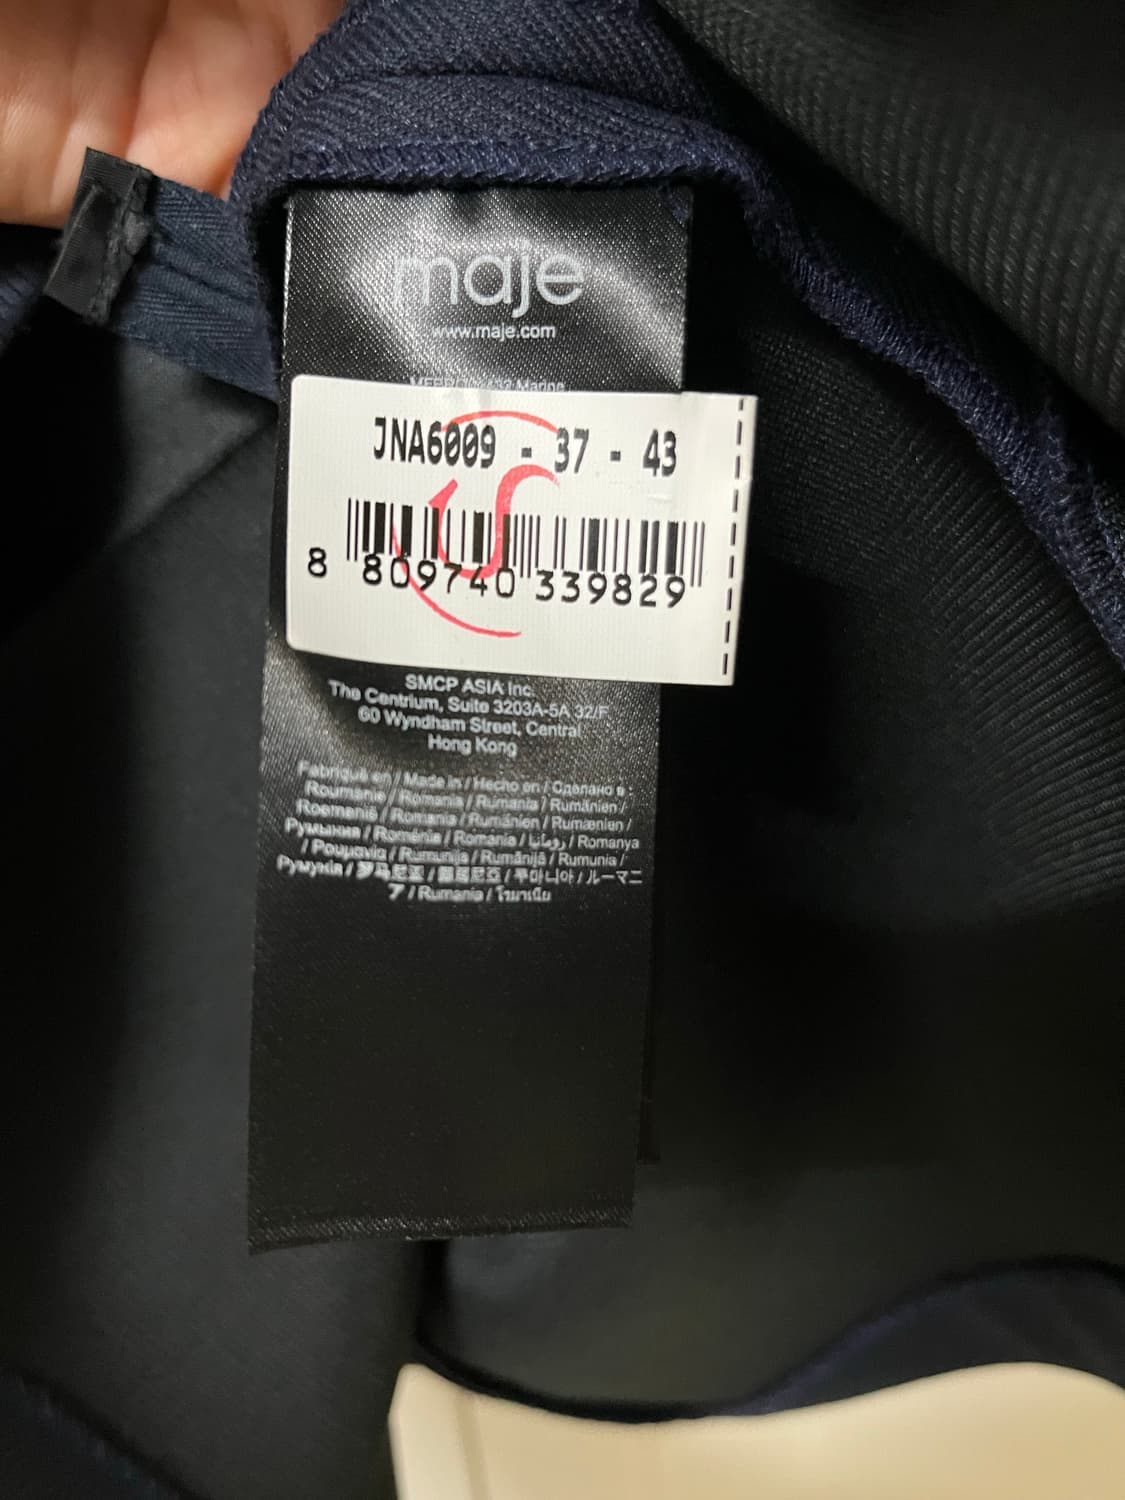 maje
www.maje.com
Marine
JNA6009 - 37 - 43
8 809740 339829
SMCP ASIA Inc.
The Centrium, Suite 3203A-5A 32/F
60 Wyndham Street, Central
Hong Kong
Fabriqué en / Made in / Hecho en / Сделано в :
Roumanie / Romania / Rumania / Rumänien /
Roemenië / Romania / Rumänien / Rumænien /
Румыния / Roménia / Romania / رومانيا / Romanya
/ Ρουμανία / Rumunija / Rumānijā / Rumunia /
/ 罗马尼亚 / 羅馬尼亞 / 루마니아 / ルーマニ
ア / Rumania / โรมาเนีย